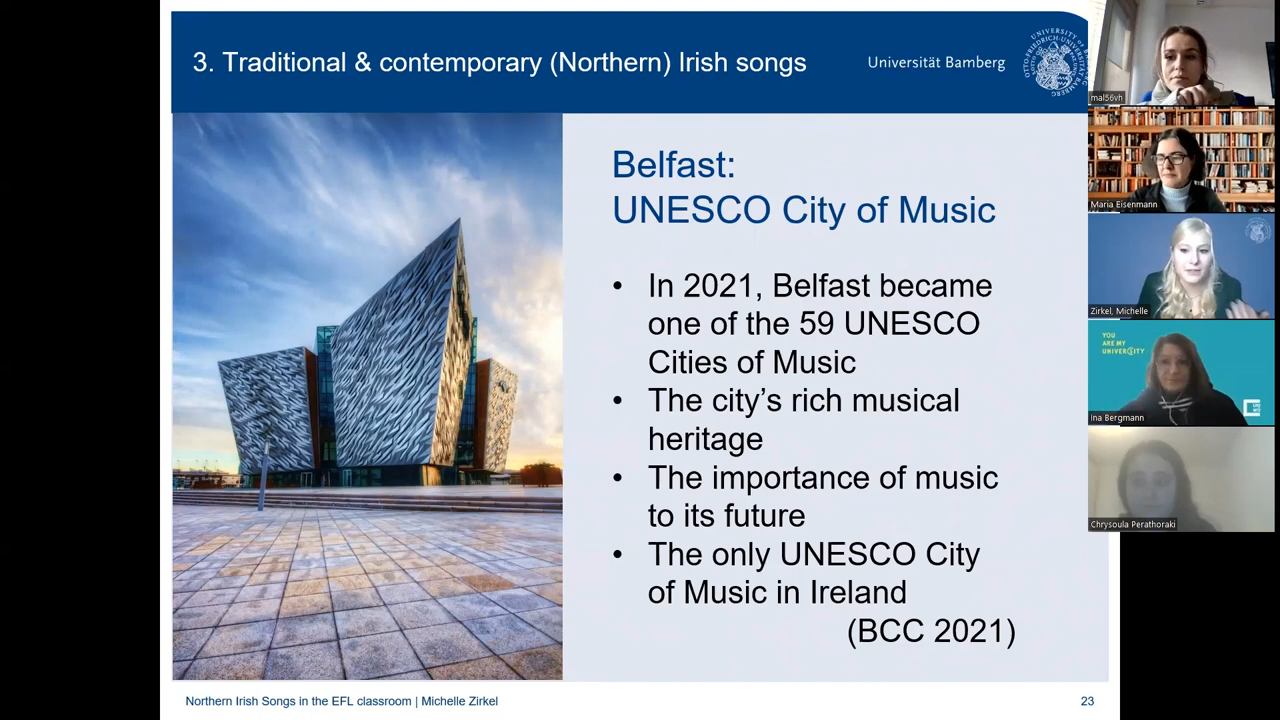 3. Traditional & contemporary (Northern) Irish songs
Universität Bamberg
Belfast:
UNESCO City of Music
• In 2021, Belfast became
one of the 59 UNESCO
Cities of Music
• The city’s rich musical
heritage
• The importance of music
to its future
• The only UNESCO City
of Music in Ireland
(BCC 2021)
Northern Irish Songs in the EFL classroom | Michelle Zirkel
23
mal56vh
Maria Eisenmann
Zirkel, Michelle
YOU
ARE MY
UNIVERCITY
Ina Bergmann
Chrysoula Perathoraki